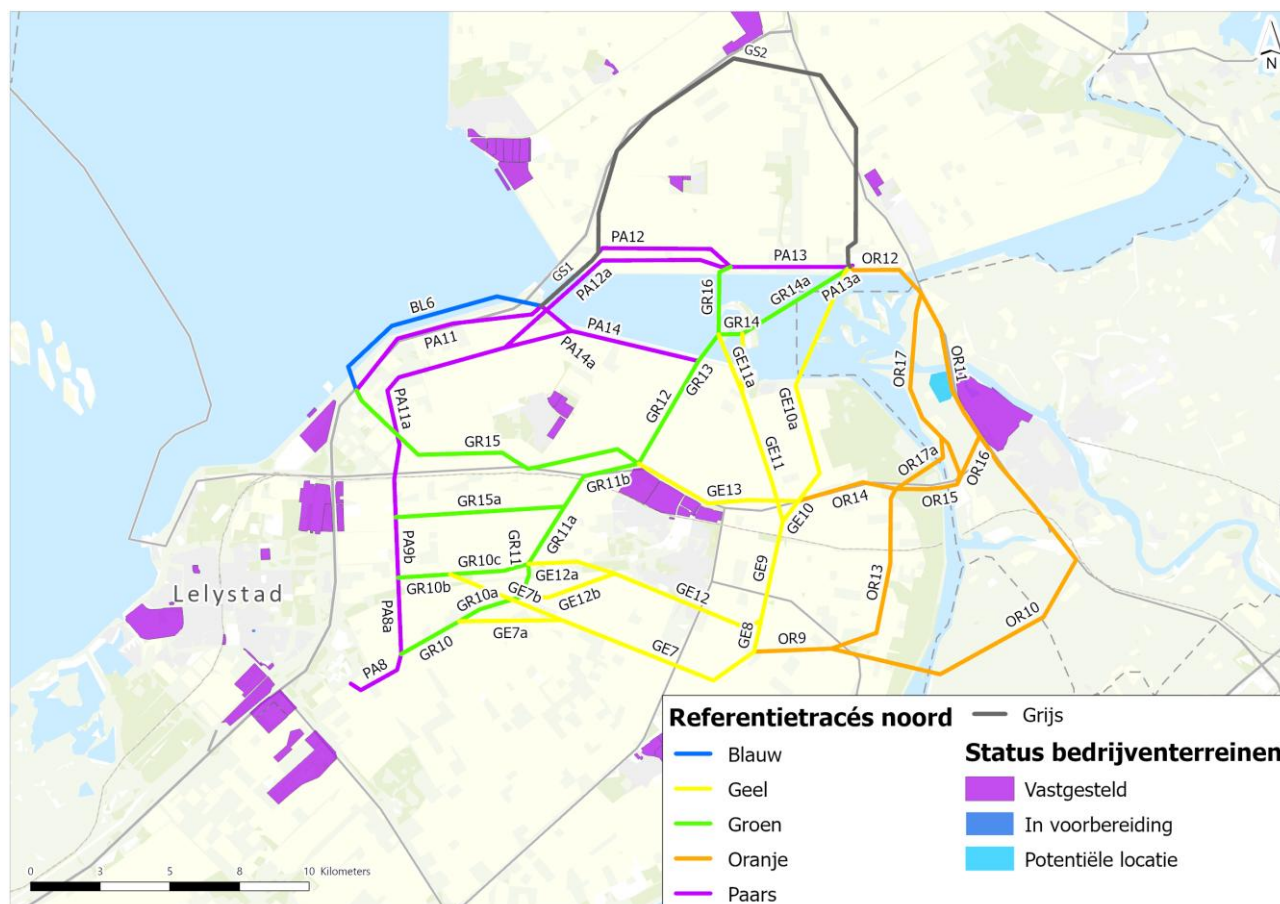 GS2
N
PA12
PA13
OR12
GS1
PA12a
PA13a
GR16
GR14a
BL6
GR14
PA11
PA14
PA14a
GR13
GE11a
OR17
OR11
GR12
GE10a
PA11a
GR15
GE11
OR17a
OR16
GR11b
GE13
OR14
OR15
GR15a
GE10
GR11a
PA9b
GR11
GE9
GR10c
GE12a
OR13
Lelystad
GR10b
GR10a
GE7b
GE12b
GE12
PA8a
GE7a
GE8
OR9
OR10
GR10
PA8
GE7
Referentietracés noord
Blauw
Geel
Groen
Oranje
Paars
Grijs
Status bedrijventerreinen
Vastgesteld
In voorbereiding
Potentiële locatie
0 3 5 8 10 Kilometers